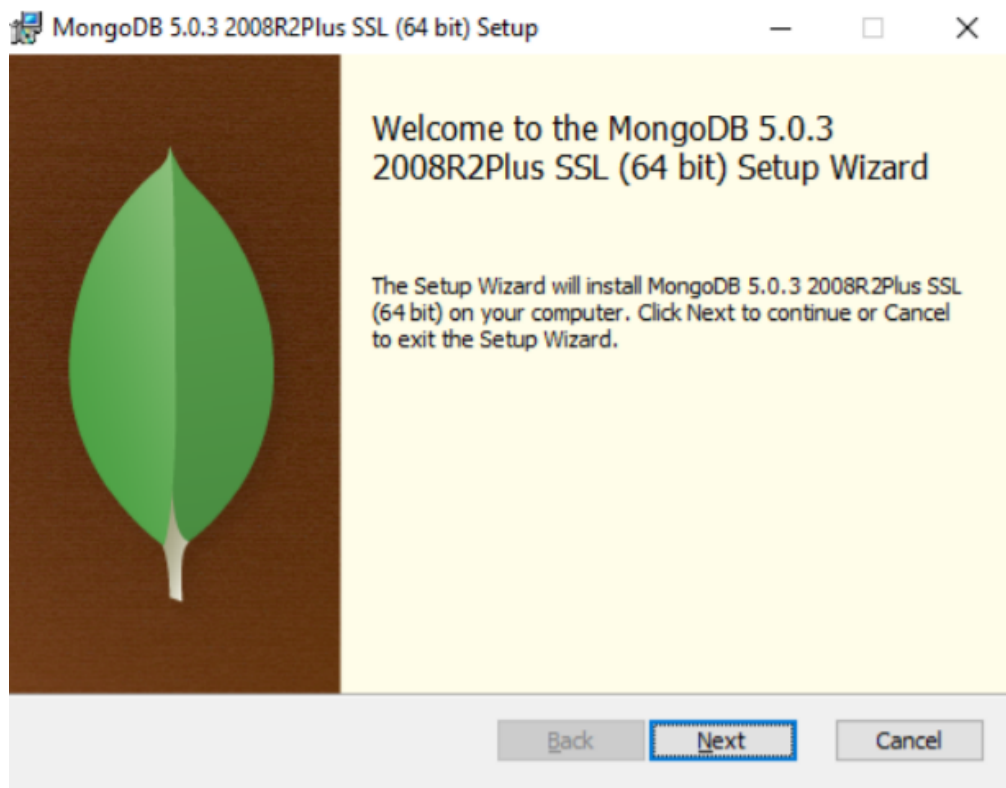 MongoDB 5.0.3 2008R2Plus SSL (64 bit) Setup
Welcome to the MongoDB 5.0.3
2008R2Plus SSL (64 bit) Setup Wizard
The Setup Wizard will install MongoDB 5.0.3 2008R2Plus SSL
(64 bit) on your computer. Click Next to continue or Cancel
to exit the Setup Wizard.
Back Next Cancel